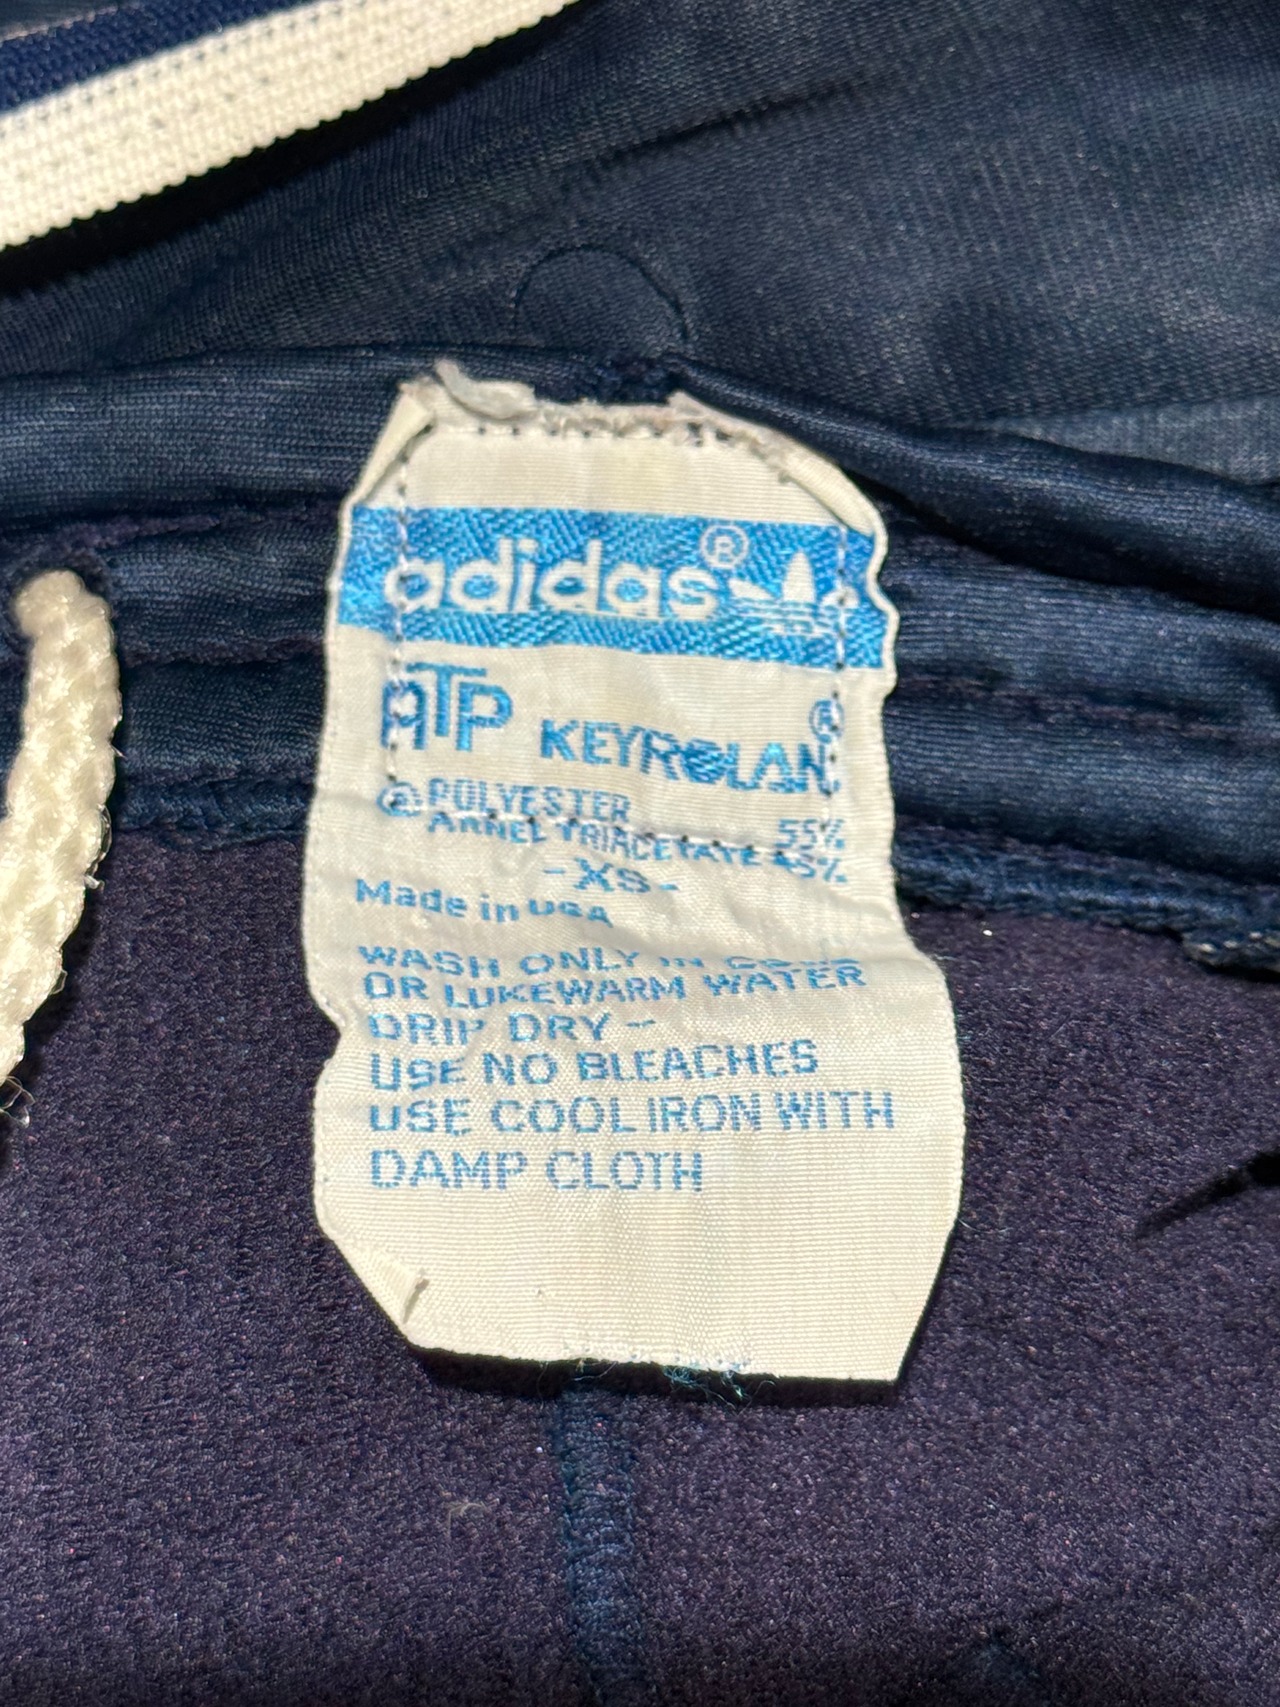 adidas®
ATP KEYROLAN®
® POLYESTER 55%
ARNEL TRIACETATE 45%
-XS-
Made in USA
WASH ONLY IN COLD
OR LUKEWARM WATER
DRIP DRY -
USE NO BLEACHES
USE COOL IRON WITH
DAMP CLOTH